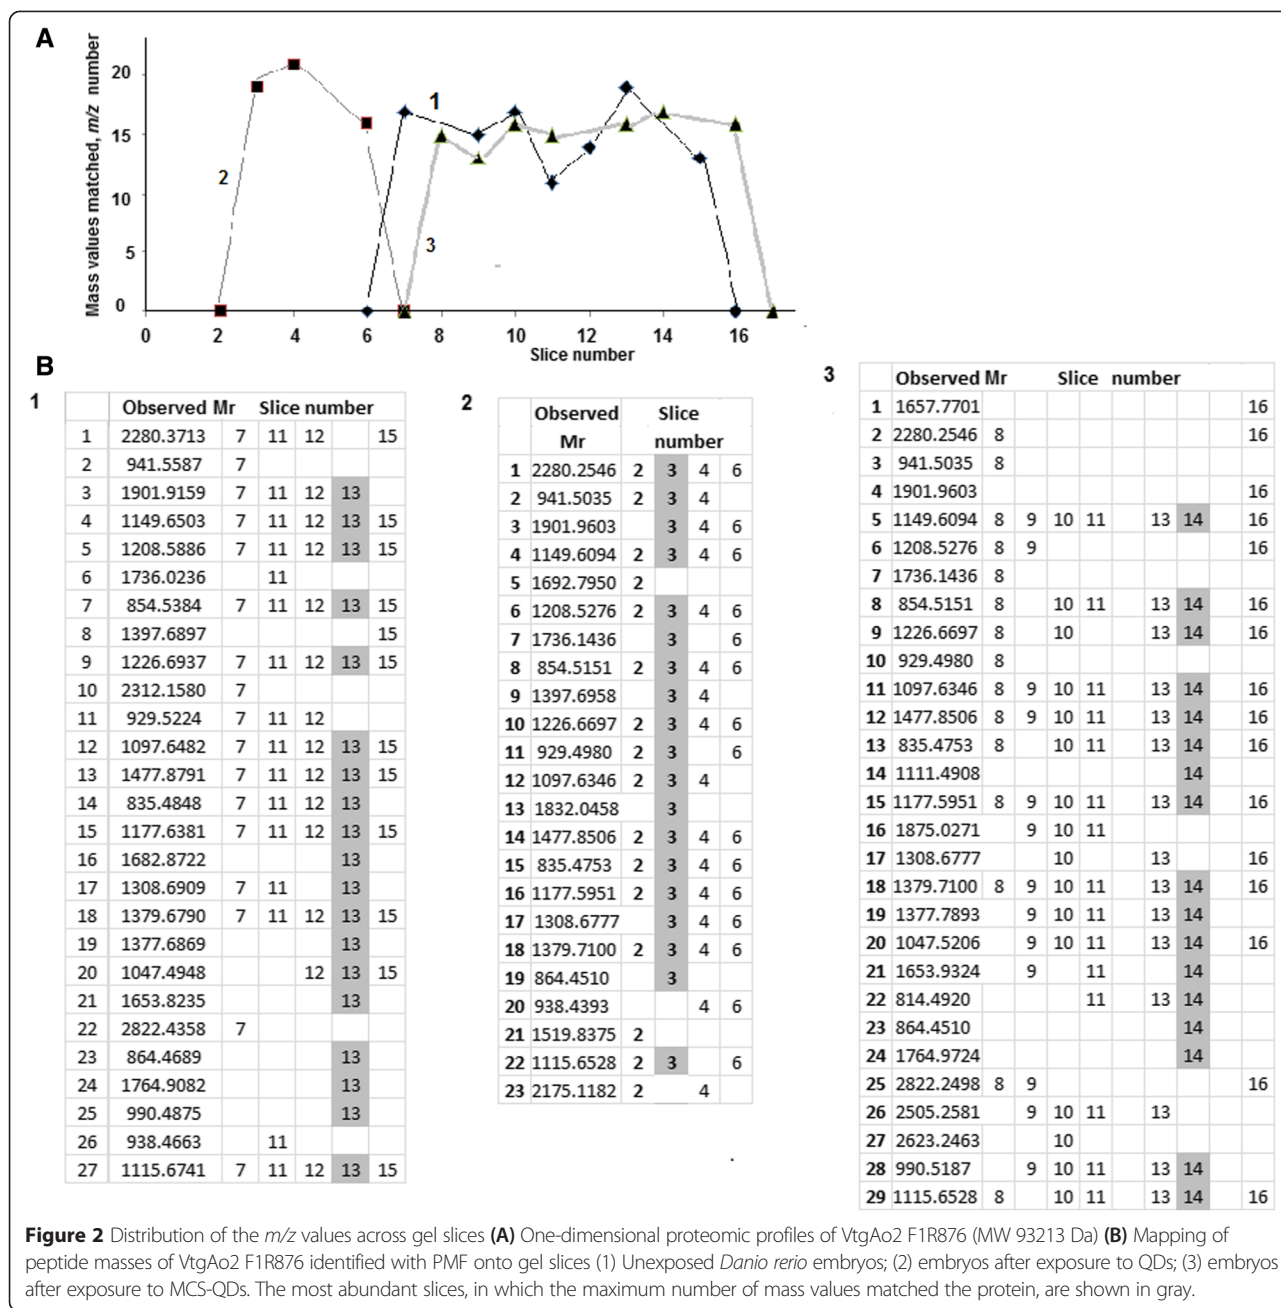 A
Mass values matched, m/z number
20
15
10
5
0
1
2
3
0 2 4 6 8 10 12 14 16
Slice number
B
1
Observed Mr Slice number
1 2280.3713 7 11 12 15
2 941.5587 7
3 1901.9159 7 11 12 13
4 1149.6503 7 11 12 13 15
5 1208.5886 7 11 12 13 15
6 1736.0236 11
7 854.5384 7 11 12 13 15
8 1397.6897 15
9 1226.6937 7 11 12 13 15
10 2312.1580 7
11 929.5224 7 11 12
12 1097.6482 7 11 12 13 15
13 1477.8791 7 11 12 13 15
14 835.4848 7 11 12 13
15 1177.6381 7 11 12 13 15
16 1682.8722 13
17 1308.6909 7 11 13
18 1379.6790 7 11 12 13 15
19 1377.6869 13
20 1047.4948 12 13 15
21 1653.8235 13
22 2822.4358 7
23 864.4689 13
24 1764.9082 13
25 990.4875 13
26 938.4663 11
27 1115.6741 7 11 12 13 15
2
Observed Slice
Mr number
1 2280.2546 2 3 4 6
2 941.5035 2 3 4
3 1901.9603 3 4 6
4 1149.6094 2 3 4 6
5 1692.7950 2
6 1208.5276 2 3 4 6
7 1736.1436 3 6
8 854.5151 2 3 4 6
9 1397.6958 3 4
10 1226.6697 2 3 4 6
11 929.4980 2 3 6
12 1097.6346 2 3 4
13 1832.0458 3
14 1477.8506 2 3 4 6
15 835.4753 2 3 4 6
16 1177.5951 2 3 4 6
17 1308.6777 3 4 6
18 1379.7100 2 3 4 6
19 864.4510 3
20 938.4393 4 6
21 1519.8375 2
22 1115.6528 2 3 6
23 2175.1182 2 4
3
Observed Mr Slice number
1 1657.7701 16
2 2280.2546 8 16
3 941.5035 8
4 1901.9603 16
5 1149.6094 8 9 10 11 13 14 16
6 1208.5276 8 9 16
7 1736.1436 8
8 854.5151 8 10 11 13 14 16
9 1226.6697 8 10 13 14 16
10 929.4980 8
11 1097.6346 8 9 10 11 13 14 16
12 1477.8506 8 9 10 11 13 14 16
13 835.4753 8 10 11 13 14 16
14 1111.4908 14
15 1177.5951 8 9 10 11 13 14 16
16 1875.0271 9 10 11
17 1308.6777 10 13 16
18 1379.7100 8 9 10 11 13 14 16
19 1377.7893 9 10 11 13 14
20 1047.5206 9 10 11 13 14 16
21 1653.9324 9 11 14
22 814.4920 11 13 14
23 864.4510 14
24 1764.9724 14
25 2822.2498 8 9 16
26 2505.2581 9 10 11 13
27 2623.2463 10
28 990.5187 9 10 11 13 14
29 1115.6528 8 10 11 13 14 16
Figure 2 Distribution of the m/z values across gel slices (A) One-dimensional proteomic profiles of VtgAo2 F1R876 (MW 93213 Da) (B) Mapping of
peptide masses of VtgAo2 F1R876 identified with PMF onto gel slices (1) Unexposed Danio rerio embryos; (2) embryos after exposure to QDs; (3) embryos
after exposure to MCS-QDs. The most abundant slices, in which the maximum number of mass values matched the protein, are shown in gray.